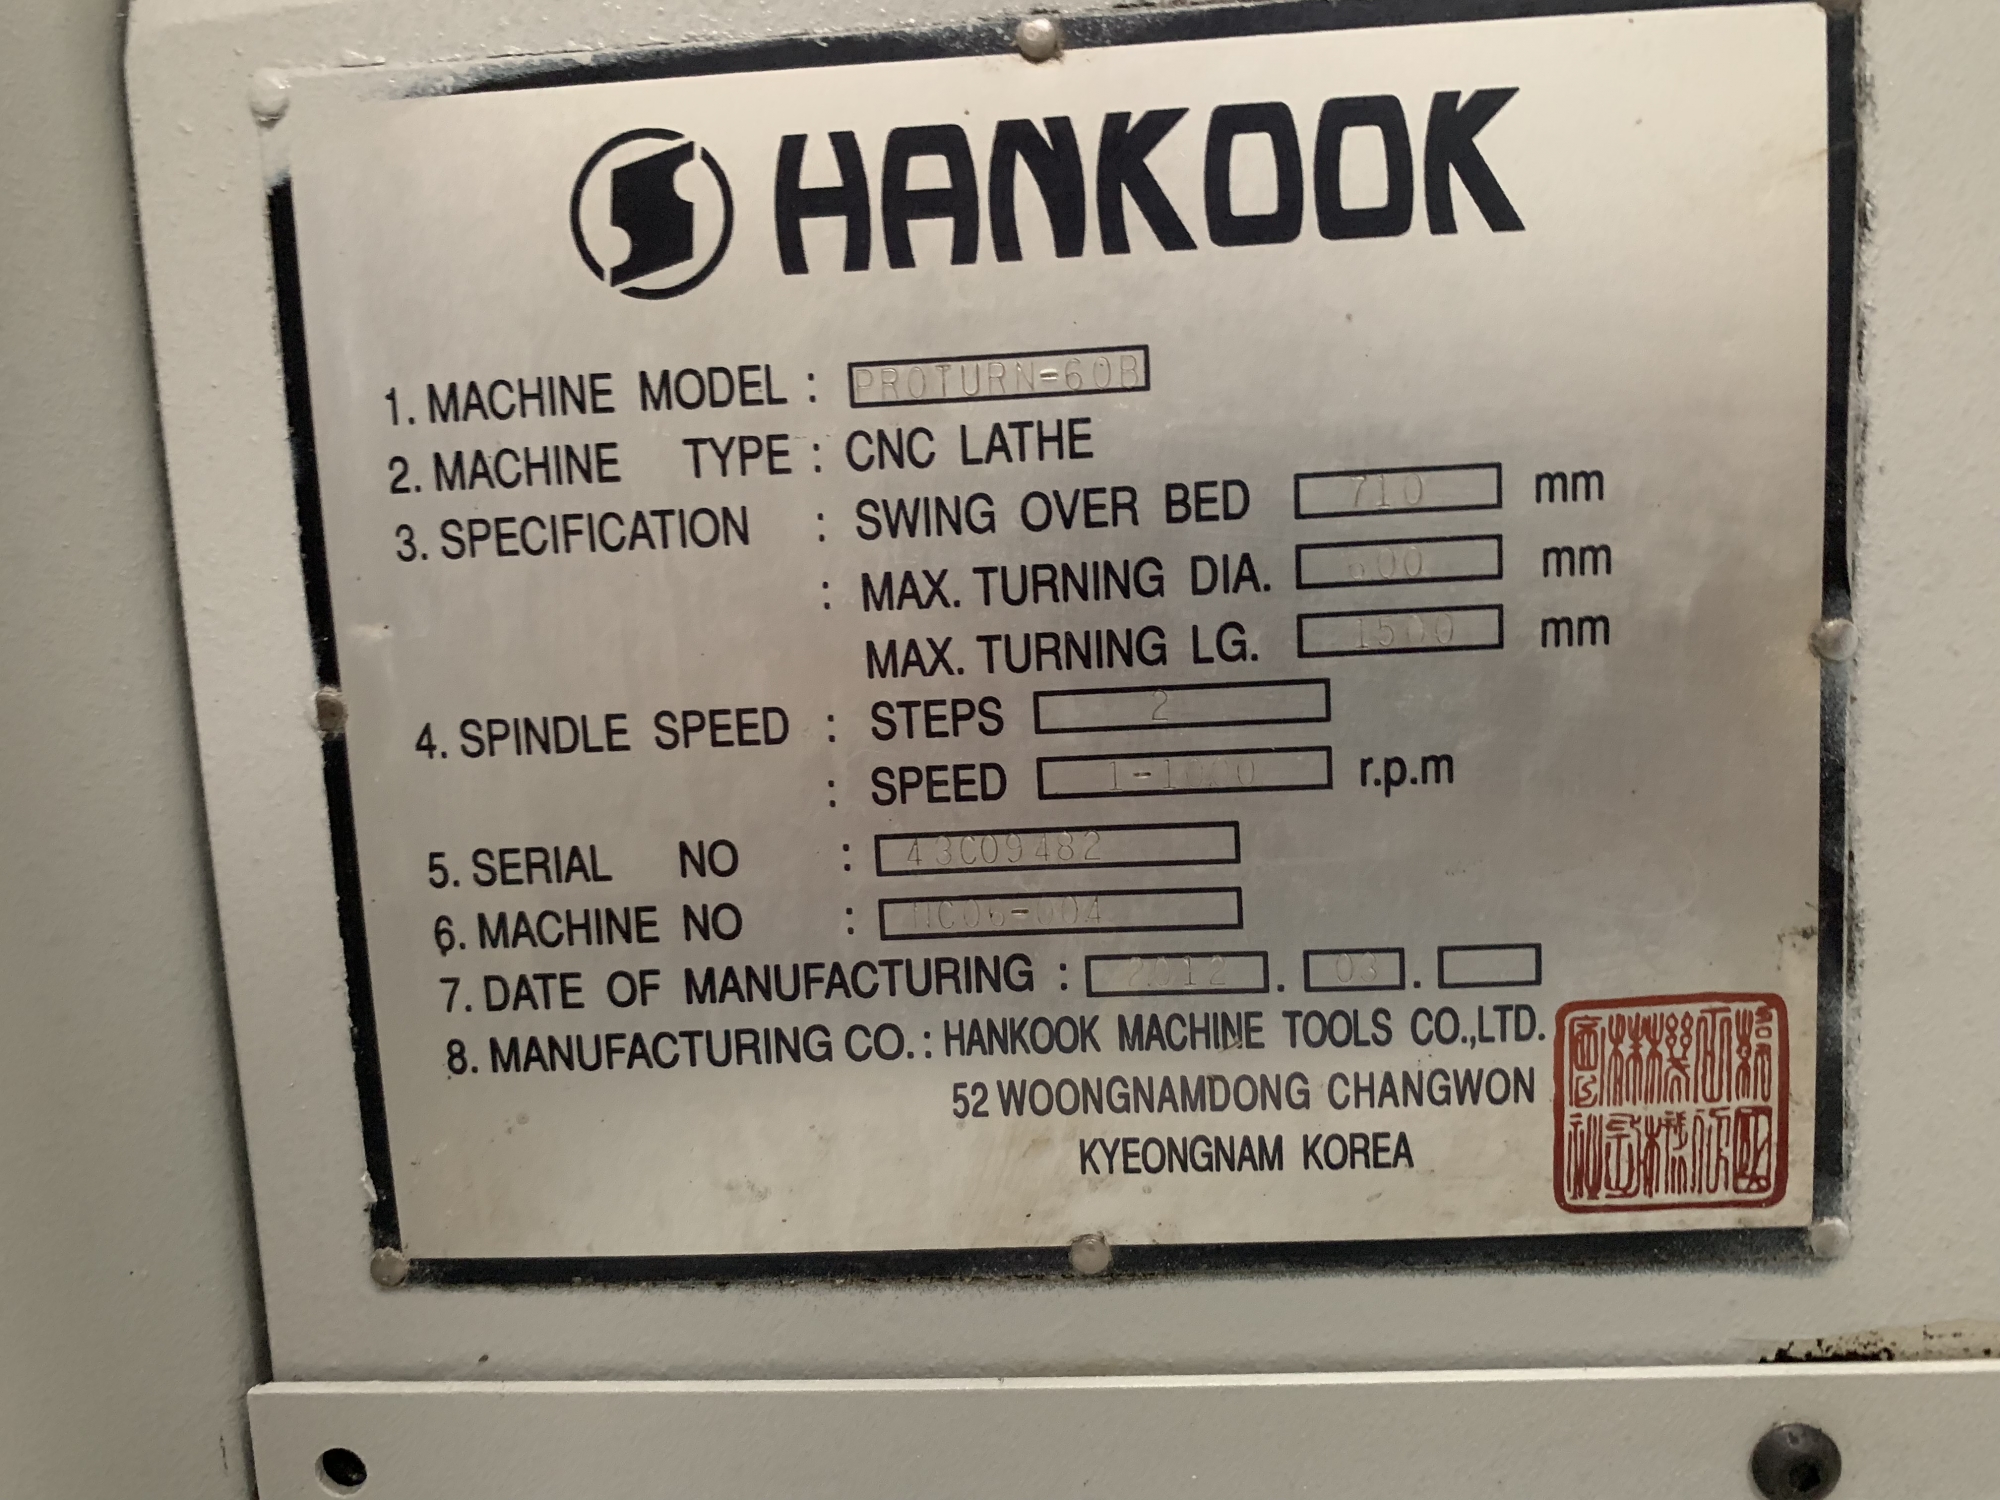 HANKOOK
1. MACHINE MODEL : PROTURN-60B
2. MACHINE TYPE : CNC LATHE
3. SPECIFICATION : SWING OVER BED 710 mm
: MAX. TURNING DIA. mm
MAX. TURNING LG. 1500 mm
4. SPINDLE SPEED : STEPS 2
: SPEED r.p.m
5. SERIAL NO : 43C09482
6. MACHINE NO :
7. DATE OF MANUFACTURING : 2012 . 03 .
8. MANUFACTURING CO. : HANKOOK MACHINE TOOLS CO.,LTD.
52 WOONGNAMDONG CHANGWON
KYEONGNAM KOREA